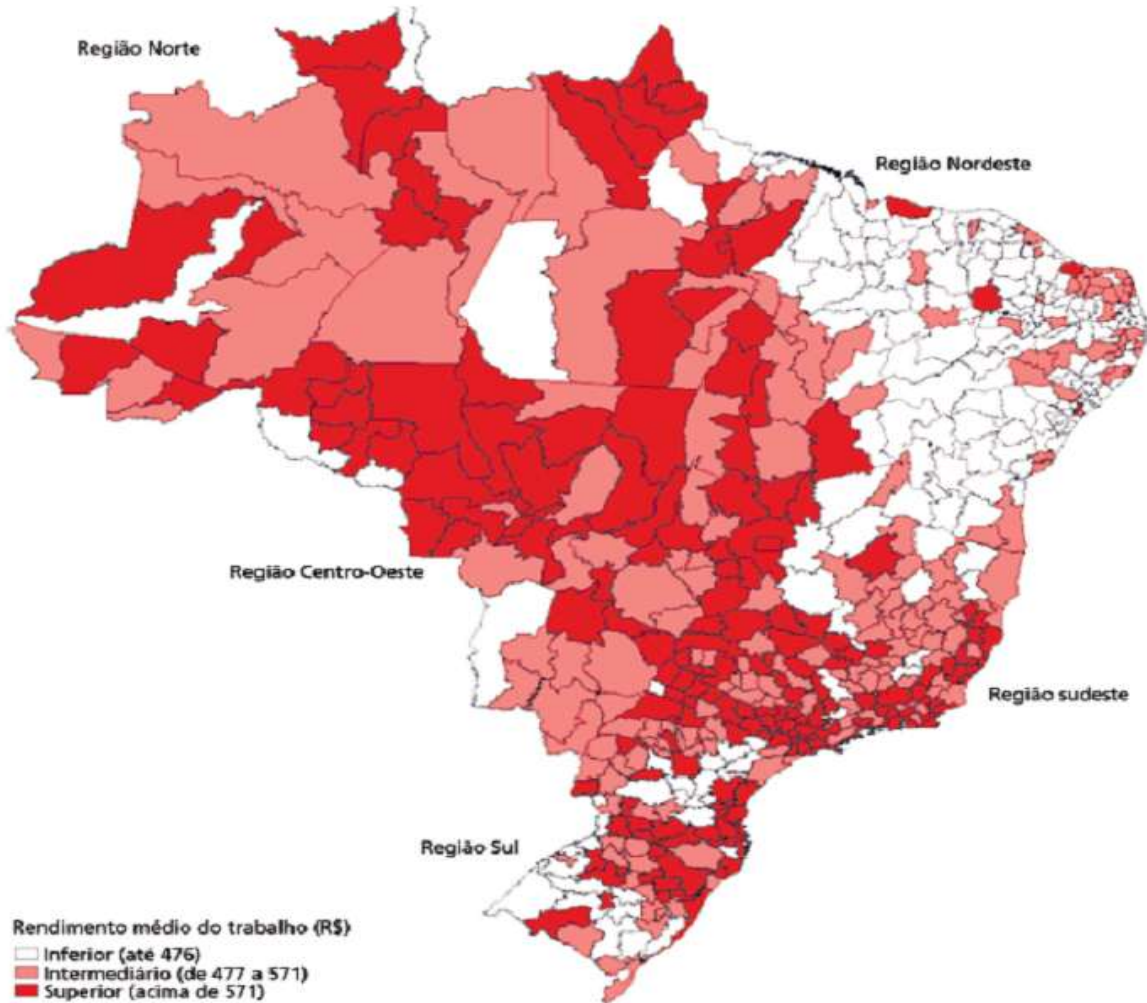 Região Norte
Região Nordeste
Região Centro-Oeste
Região sudeste
Região Sul
Rendimento médio do trabalho (R$)
Inferior (até 476)
Intermediário (de 477 a 571)
Superior (acima de 571)